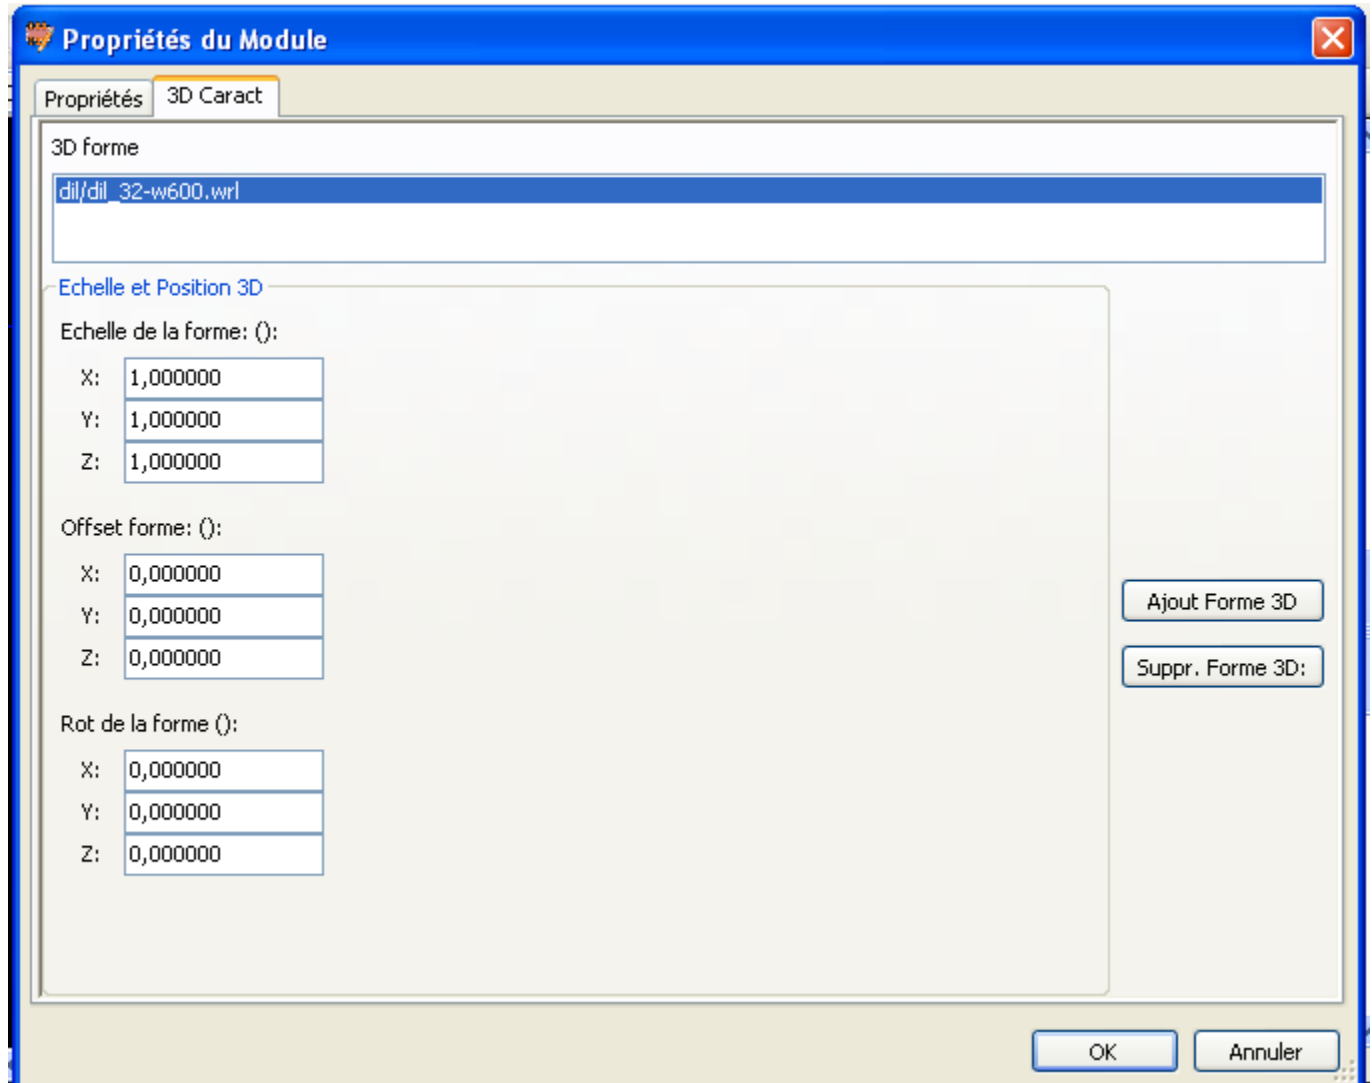 Propriétés du Module
Propriétés 3D Caract
3D forme
dil/dil_32-w600.wrl
Echelle et Position 3D
Echelle de la forme: ():
X: 1,000000
Y: 1,000000
Z: 1,000000
Offset forme: ():
X: 0,000000
Y: 0,000000
Z: 0,000000
Ajout Forme 3D
Suppr. Forme 3D:
Rot de la forme ():
X: 0,000000
Y: 0,000000
Z: 0,000000
OK Annuler